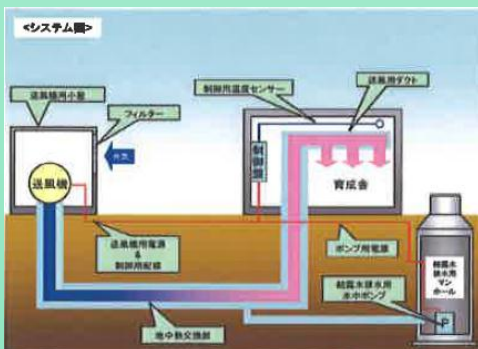 <システム図>
送風機用小屋
フィルター
外気
送風機
制御用温度センサー
送風用ダクト
制御盤
育成舎
送風機用電源
&
制御用配線
ポンプ用電源
結露水排水用
水中ポンプ
地中熱交換部
結露水
排水用
マン
ホール
P